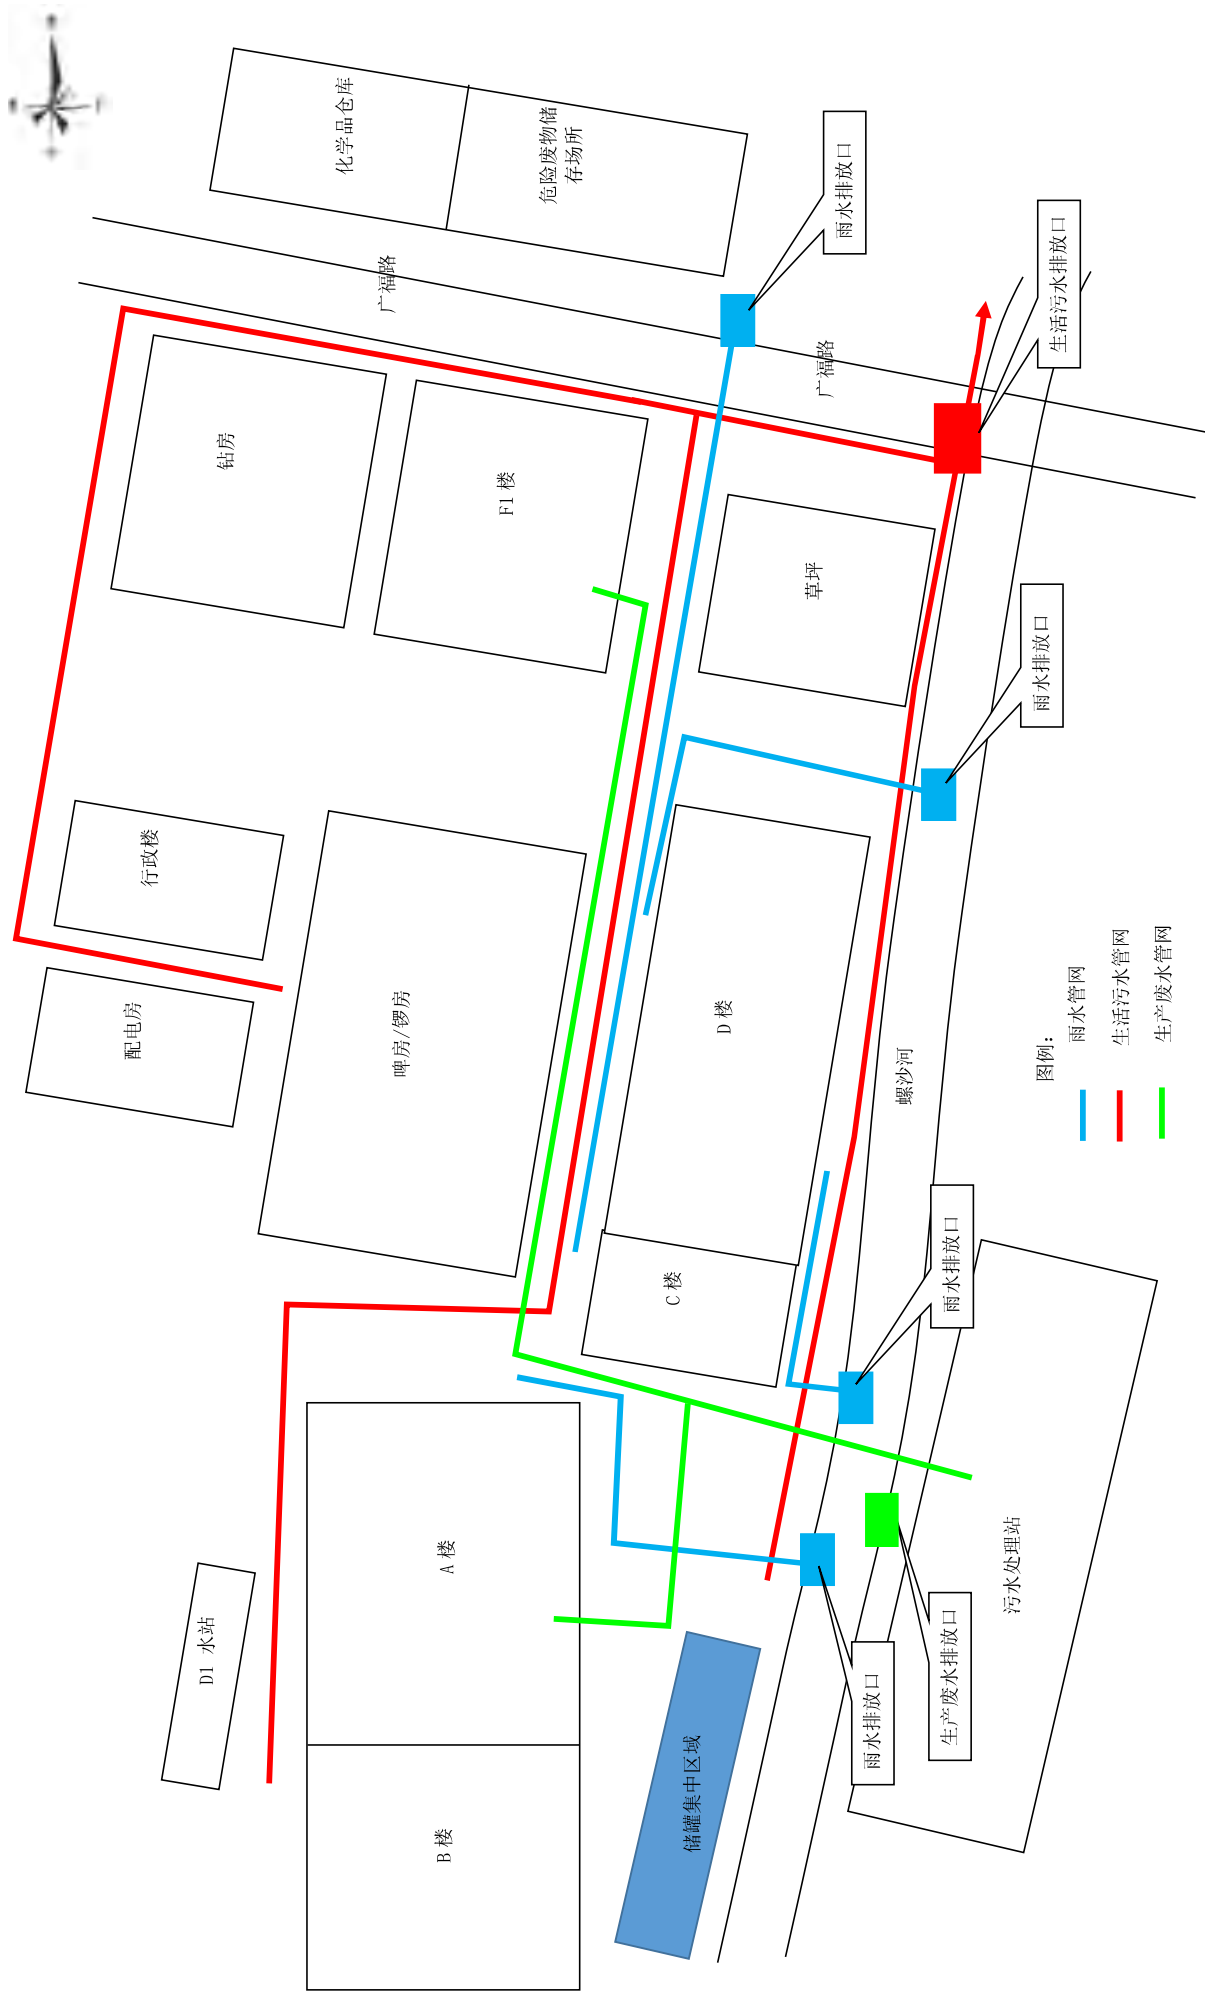 化学品仓库
危险废物储
存场所
雨水排放口
生活污水排放口
广福路
广福路
钻房
F1 楼
草坪
雨水排放口
行政楼
配电房
啤房/锣房
D 楼
螺沙河
图例：
雨水管网
生活污水管网
生产废水管网
C 楼
雨水排放口
A 楼
D1 水站
污水处理站
B 楼
储罐集中区域
雨水排放口
生产废水排放口